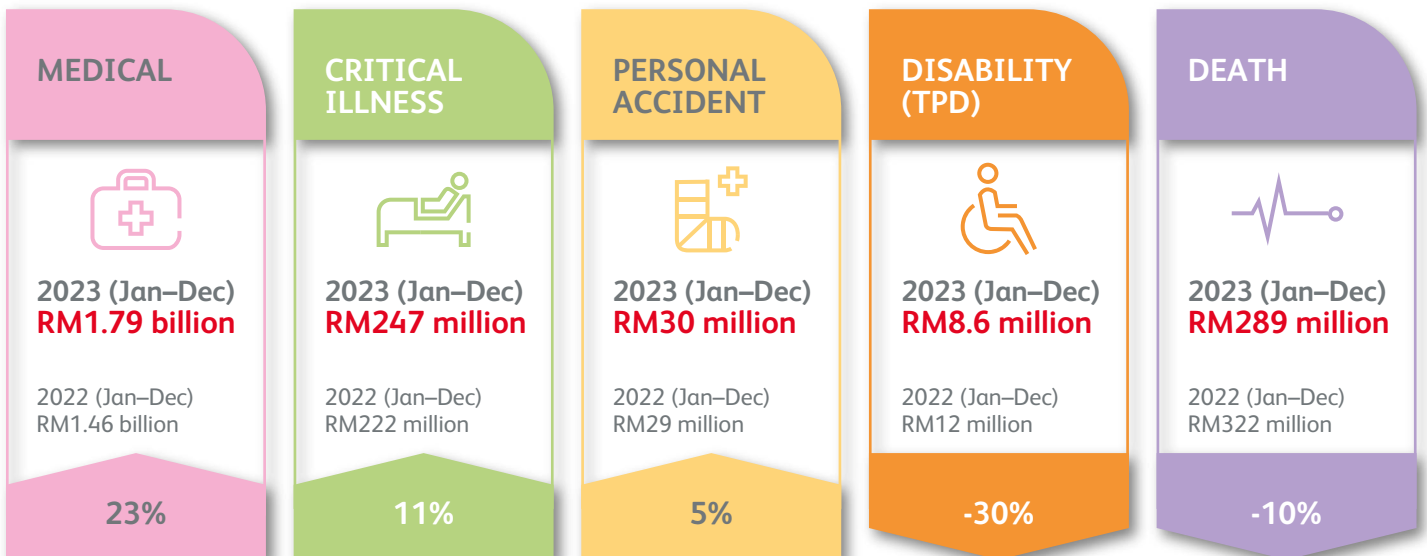 MEDICAL
2023 (Jan–Dec)
RM1.79 billion
2022 (Jan–Dec)
RM1.46 billion
23%
CRITICAL
ILLNESS
2023 (Jan–Dec)
RM247 million
2022 (Jan–Dec)
RM222 million
11%
PERSONAL
ACCIDENT
2023 (Jan–Dec)
RM30 million
2022 (Jan–Dec)
RM29 million
5%
DISABILITY
(TPD)
2023 (Jan–Dec)
RM8.6 million
2022 (Jan–Dec)
RM12 million
-30%
DEATH
2023 (Jan–Dec)
RM289 million
2022 (Jan–Dec)
RM322 million
-10%